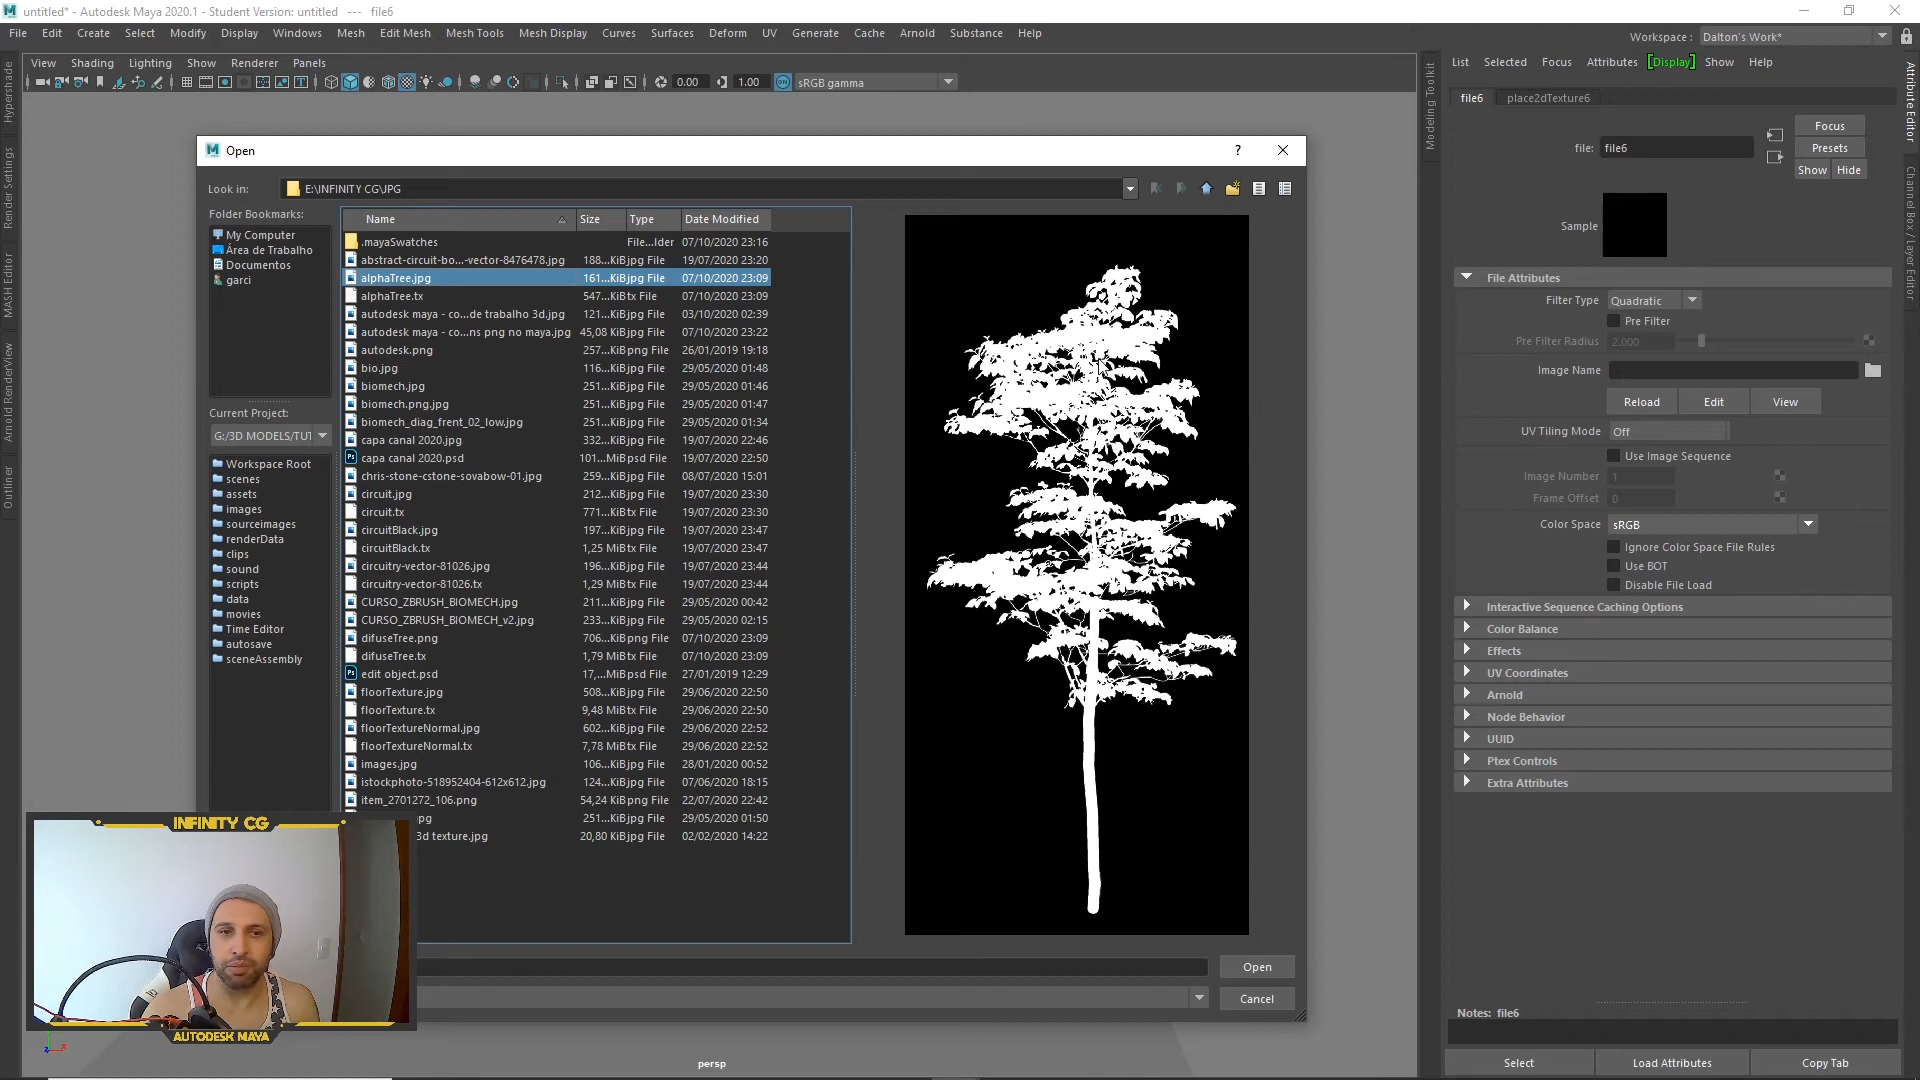 untitled* - Autodesk Maya 2020.1 - Student Version: untitled --- file6
File Edit Create Select Modify Display Windows Mesh Edit Mesh Mesh Tools Mesh Display Curves Surfaces Deform UV Generate Cache Arnold Substance Help
Workspace : Dalton's Work*
View Shading Lighting Show Renderer Panels
0.00 1.00 sRGB gamma
Hypershade
Render Settings
MASH Editor
Arnold RenderView
Outliner
Open
?
Look in: E:\INFINITY CG\JPG
Folder Bookmarks:
My Computer
Área de Trabalho
Documentos
garci
Current Project:
G:/3D MODELS/TUT
Workspace Root
scenes
assets
images
sourceimages
renderData
clips
sound
scripts
data
movies
Time Editor
autosave
sceneAssembly
Name Size Type Date Modified
.mayaSwatches File...lder 07/10/2020 23:16
abstract-circuit-bo...-vector-8476478.jpg 188...KiB jpg File 19/07/2020 23:20
alphaTree.jpg 161...KiB jpg File 07/10/2020 23:09
alphaTree.tx 547...KiB tx File 07/10/2020 23:09
autodesk maya - co...de trabalho 3d.jpg 121...KiB jpg File 03/10/2020 02:39
autodesk maya - co...ns png no maya.jpg 45,08 KiB jpg File 07/10/2020 23:22
autodesk.png 257...KiB png File 26/01/2019 19:18
bio.jpg 116...KiB jpg File 29/05/2020 01:48
biomech.jpg 251...KiB jpg File 29/05/2020 01:46
biomech.png.jpg 251...KiB jpg File 29/05/2020 01:47
biomech_diag_frent_02_low.jpg 251...KiB jpg File 29/05/2020 01:34
capa canal 2020.jpg 332...KiB jpg File 19/07/2020 22:46
capa canal 2020.psd 101...MiB psd File 19/07/2020 22:50
chris-stone-cstone-sovabow-01.jpg 259...KiB jpg File 08/07/2020 15:01
circuit.jpg 212...KiB jpg File 19/07/2020 23:30
circuit.tx 771...KiB tx File 19/07/2020 23:30
circuitBlack.jpg 197...KiB jpg File 19/07/2020 23:47
circuitBlack.tx 1,25 MiB tx File 19/07/2020 23:47
circuitry-vector-81026.jpg 196...KiB jpg File 19/07/2020 23:44
circuitry-vector-81026.tx 1,29 MiB tx File 19/07/2020 23:44
CURSO_ZBRUSH_BIOMECH.jpg 211...KiB jpg File 29/05/2020 00:42
CURSO_ZBRUSH_BIOMECH_v2.jpg 233...KiB jpg File 29/05/2020 02:15
difuseTree.png 706...KiB png File 07/10/2020 23:09
difuseTree.tx 1,79 MiB tx File 07/10/2020 23:09
edit object.psd 17,...MiB psd File 27/01/2019 12:29
floorTexture.jpg 508...KiB jpg File 29/06/2020 22:50
floorTexture.tx 9,48 MiB tx File 29/06/2020 22:50
floorTextureNormal.jpg 602...KiB jpg File 29/06/2020 22:52
floorTextureNormal.tx 7,78 MiB tx File 29/06/2020 22:52
images.jpg 106...KiB jpg File 28/01/2020 00:52
istockphoto-518952404-612x612.jpg 124...KiB jpg File 07/06/2020 18:15
item_2701272_106.png 54,24 KiB png File 22/07/2020 22:42
jpg 251...KiB jpg File 29/05/2020 01:50
3d texture.jpg 20,80 KiB jpg File 02/02/2020 14:22
Open
Cancel
INFINITY CG
AUTODESK MAYA
z x
persp
Modeling Toolkit
List Selected Focus Attributes [Display] Show Help
file6 place2dTexture6
Focus
file: file6 Presets
Show Hide
Sample
File Attributes
Filter Type Quadratic
Pre Filter
Pre Filter Radius 2.000
Image Name
Reload Edit View
UV Tiling Mode Off
Use Image Sequence
Image Number 1
Frame Offset 0
Color Space sRGB
Ignore Color Space File Rules
Use BOT
Disable File Load
Interactive Sequence Caching Options
Color Balance
Effects
UV Coordinates
Arnold
Node Behavior
UUID
Ptex Controls
Extra Attributes
Notes: file6
Select Load Attributes Copy Tab
Attribute Editor
Channel Box / Layer Editor